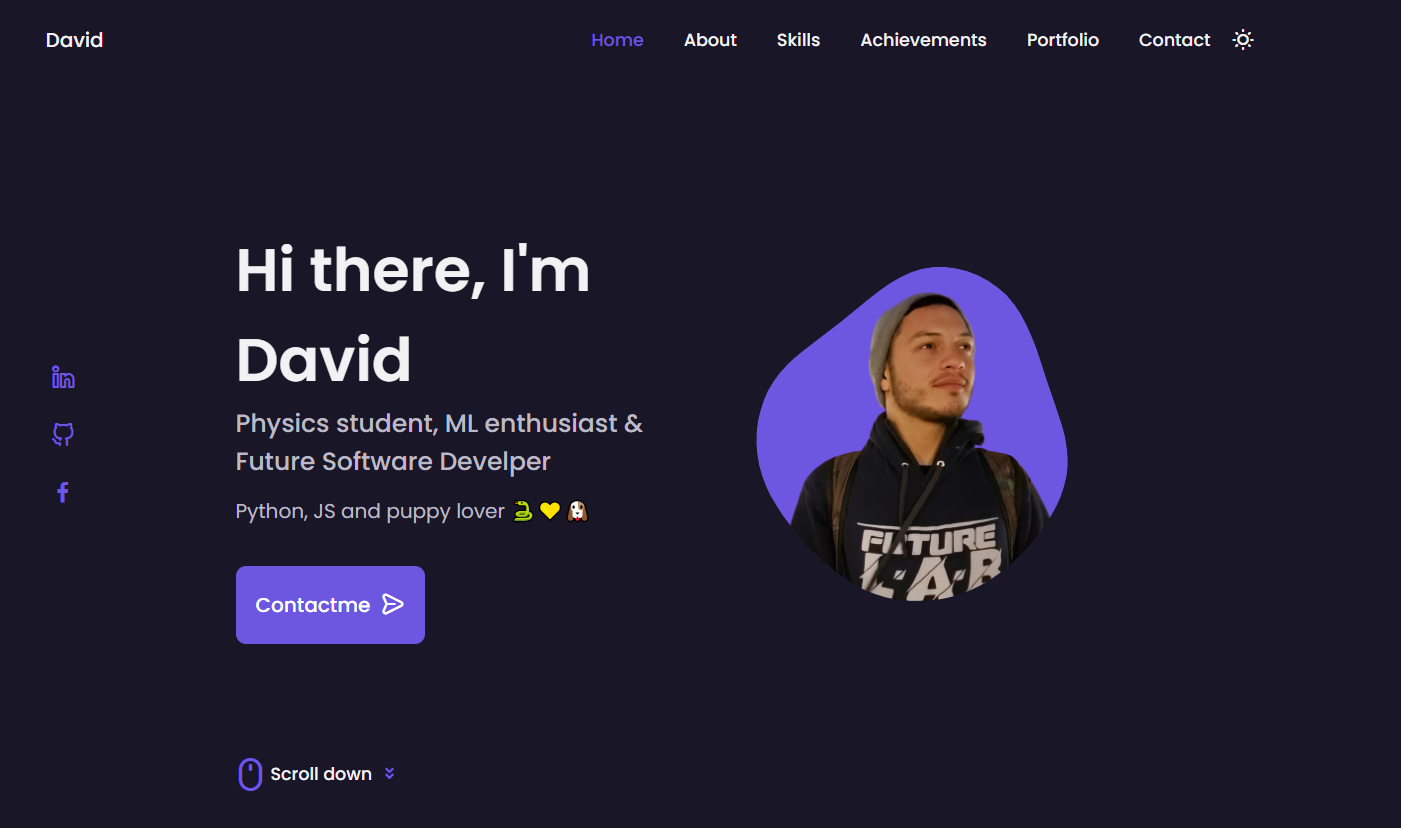 David
Home About Skills Achievements Portfolio Contact
Hi there, I'm
David
Physics student, ML enthusiast &
Future Software Develper
Python, JS and puppy lover 🐍💛🐶
Contactme
Scroll down
FUTURE
L·A·B